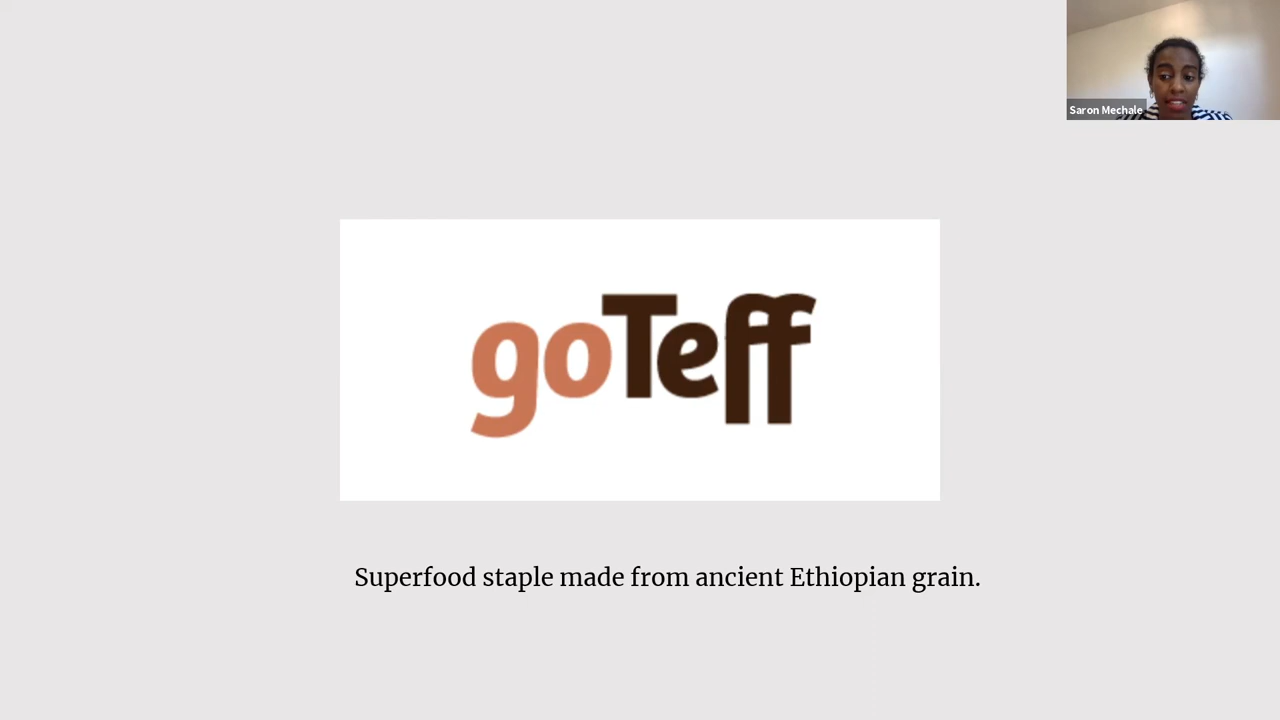 Saron Mechale
goTeff
Superfood staple made from ancient Ethiopian grain.